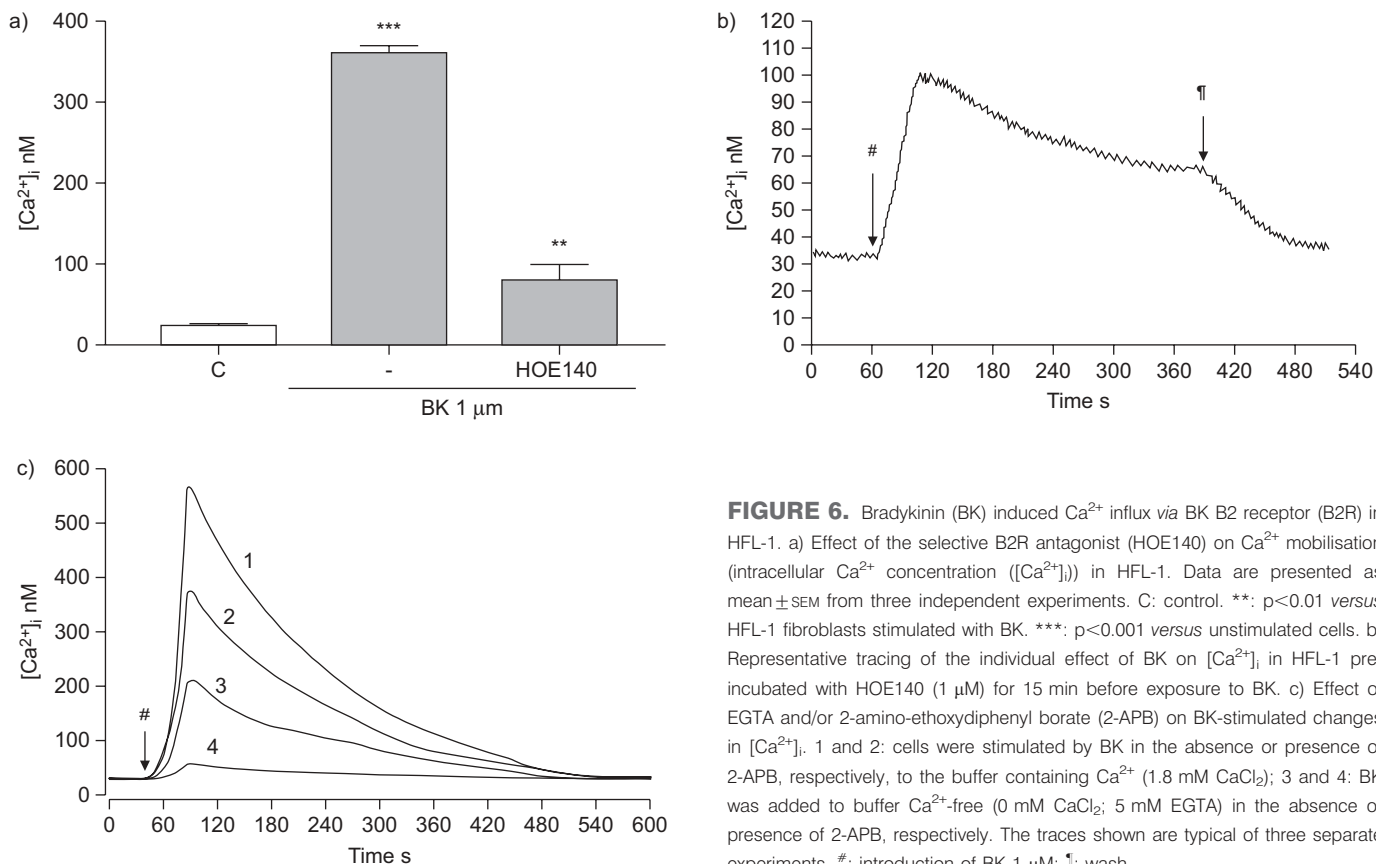 a)
400
300
200
100
0
[Ca2+]i nM
***
**
C
-
HOE140
BK 1 μm
b)
120
110
100
90
80
70
60
50
40
30
20
10
0
[Ca2+]i nM
#
¶
0 60 120 180 240 300 360 420 480 540
Time s
c)
600
500
400
300
200
100
0
[Ca2+]i nM
#
1
2
3
4
0 60 120 180 240 300 360 420 480 540 600
Time s
FIGURE 6. Bradykinin (BK) induced Ca2+ influx via BK B2 receptor (B2R) in
HFL-1. a) Effect of the selective B2R antagonist (HOE140) on Ca2+ mobilisation
(intracellular Ca2+ concentration ([Ca2+]i)) in HFL-1. Data are presented as
mean ± SEM from three independent experiments. C: control. **: p<0.01 versus
HFL-1 fibroblasts stimulated with BK. ***: p<0.001 versus unstimulated cells. b)
Representative tracing of the individual effect of BK on [Ca2+]i in HFL-1 pre
incubated with HOE140 (1 μM) for 15 min before exposure to BK. c) Effect o
EGTA and/or 2-amino-ethoxydiphenyl borate (2-APB) on BK-stimulated changes
in [Ca2+]i. 1 and 2: cells were stimulated by BK in the absence or presence o
2-APB, respectively, to the buffer containing Ca2+ (1.8 mM CaCl2); 3 and 4: BK
was added to buffer Ca2+-free (0 mM CaCl2; 5 mM EGTA) in the absence o
presence of 2-APB, respectively. The traces shown are typical of three separate
experiments. #: introduction of BK 1 μM; ¶: wash